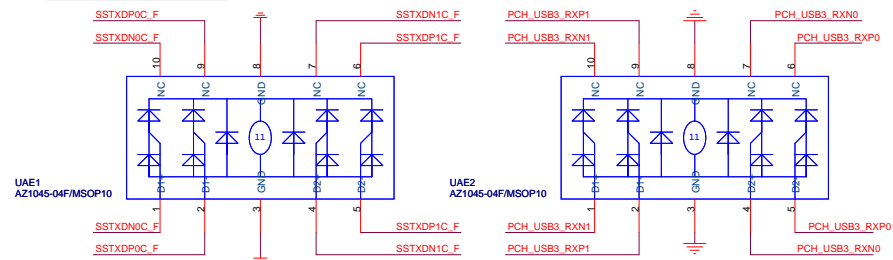 SSTXDP0C_F SSTXDN1C_F PCH_USB3_RXP1 PCH_USB3_RXN0
SSTXDN0C_F SSTXDP1C_F PCH_USB3_RXN1 PCH_USB3_RXP0
10 9 8 7 6 10 9 8 7 6
NC NC GND NC NC NC NC GND NC NC
11 11
UAE1 UAE2
AZ1045-04F/MSOP10 AZ1045-04F/MSOP10
D1+ D1- GND D2+ D2- D1+ D1- GND D2+ D2-
1 2 3 4 5 1 2 3 4 5
SSTXDN0C_F SSTXDP1C_F PCH_USB3_RXN1 PCH_USB3_RXP0
SSTXDP0C_F SSTXDN1C_F PCH_USB3_RXP1 PCH_USB3_RXN0